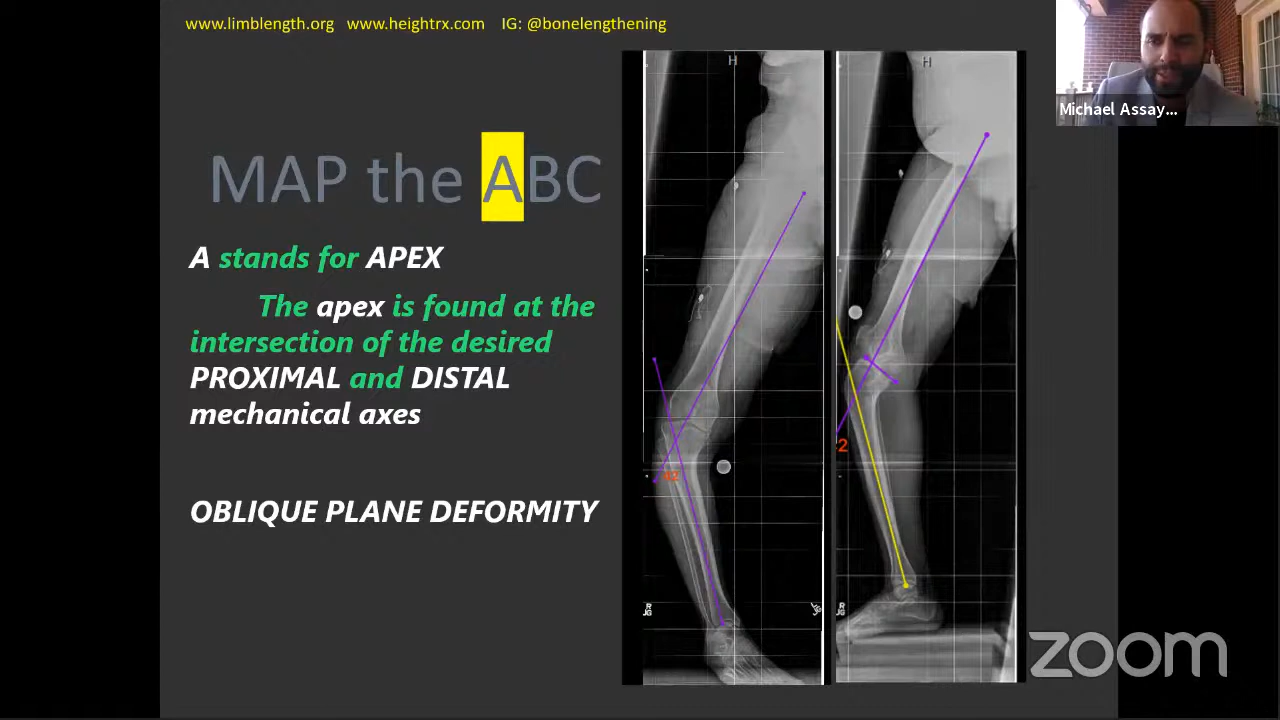 www.limblength.org www.heightrx.com IG: @bonelengthening
H
H
Michael Assay...
MAP the ABC
A stands for APEX
The apex is found at the
intersection of the desired
PROXIMAL and DISTAL
mechanical axes
OBLIQUE PLANE DEFORMITY
2
zoom